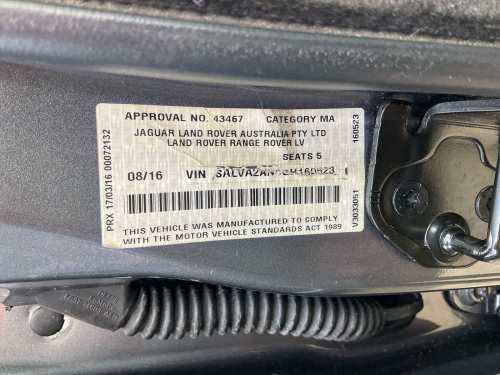 APPROVAL NO. 43467 CATEGORY MA
JAGUAR LAND ROVER AUSTRALIA PTY LTD
LAND ROVER RANGE ROVER LV
SEATS 5
08/16 VIN
THIS VEHICLE WAS MANUFACTURED TO COMPLY
WITH THE MOTOR VEHICLE STANDARDS ACT 1989
PRX 17/03/16 00072132
160523
V3033051